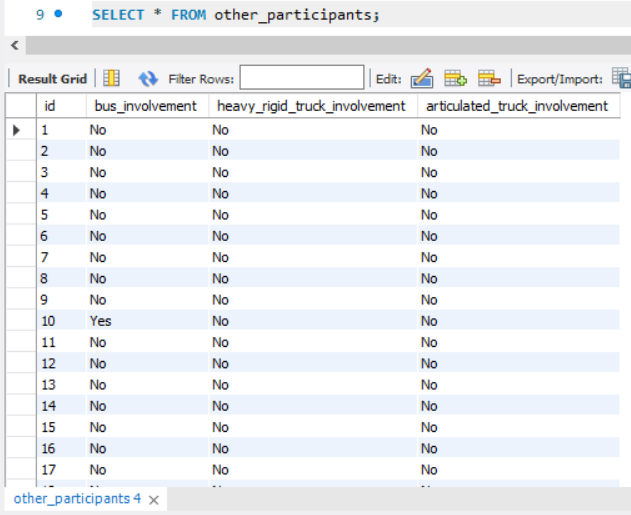 9 SELECT * FROM other_participants;
Result Grid Filter Rows: Edit: Export/Import:
id bus_involvement heavy_rigid_truck_involvement articulated_truck_involvement
1 No No No
2 No No No
3 No No No
4 No No No
5 No No No
6 No No No
7 No No No
8 No No No
9 No No No
10 Yes No No
11 No No No
12 No No No
13 No No No
14 No No No
15 No No No
16 No No No
17 No No No
other_participants 4